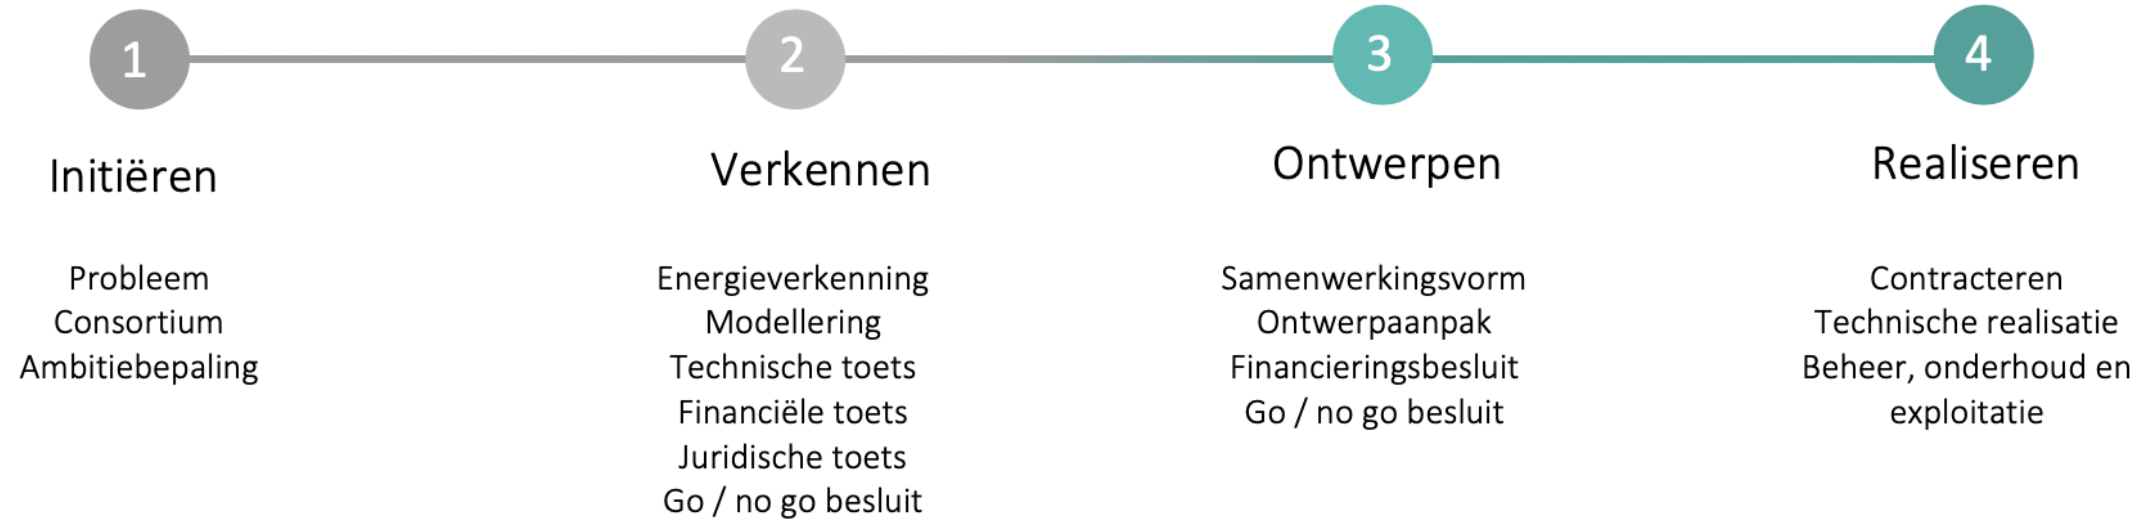 1
2
3
4
Initiëren
Verkennen
Ontwerpen
Realiseren
Probleem
Consortium
Ambitiebepaling
Energieverkenning
Modellering
Technische toets
Financiële toets
Juridische toets
Go / no go besluit
Samenwerkingsvorm
Ontwerpaanpak
Financieringsbesluit
Go / no go besluit
Contracteren
Technische realisatie
Beheer, onderhoud en
exploitatie